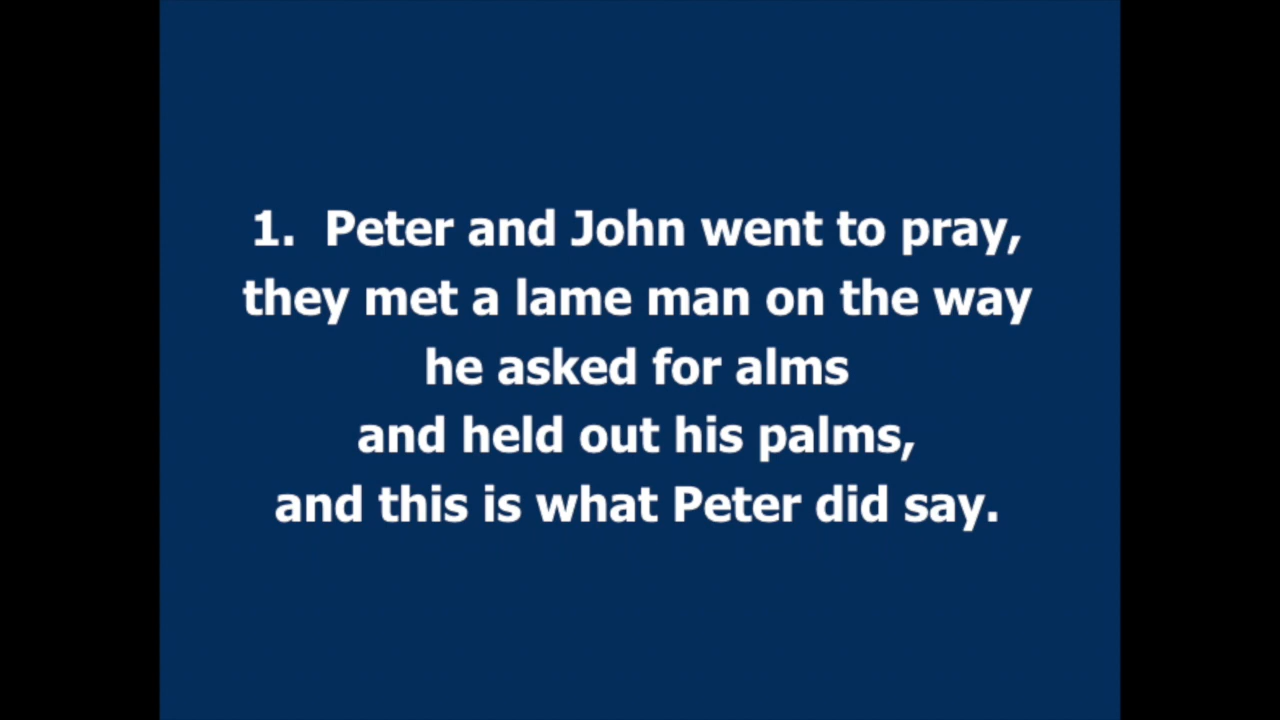 1. Peter and John went to pray,
they met a lame man on the way
he asked for alms
and held out his palms,
and this is what Peter did say.